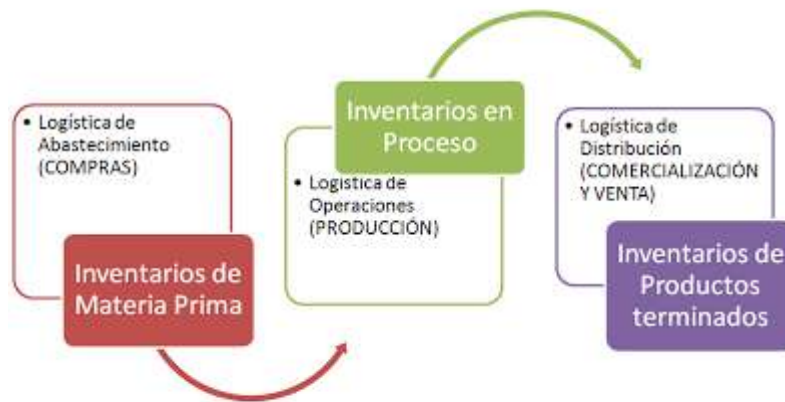 • Logística de
Abastecimiento
(COMPRAS)
Inventarios de
Materia Prima
Inventarios en
Proceso
• Logística de
Operaciones
(PRODUCCIÓN)
• Logística de
Distribución
(COMERCIALIZACIÓN
Y VENTA)
Inventarios de
Productos
terminados